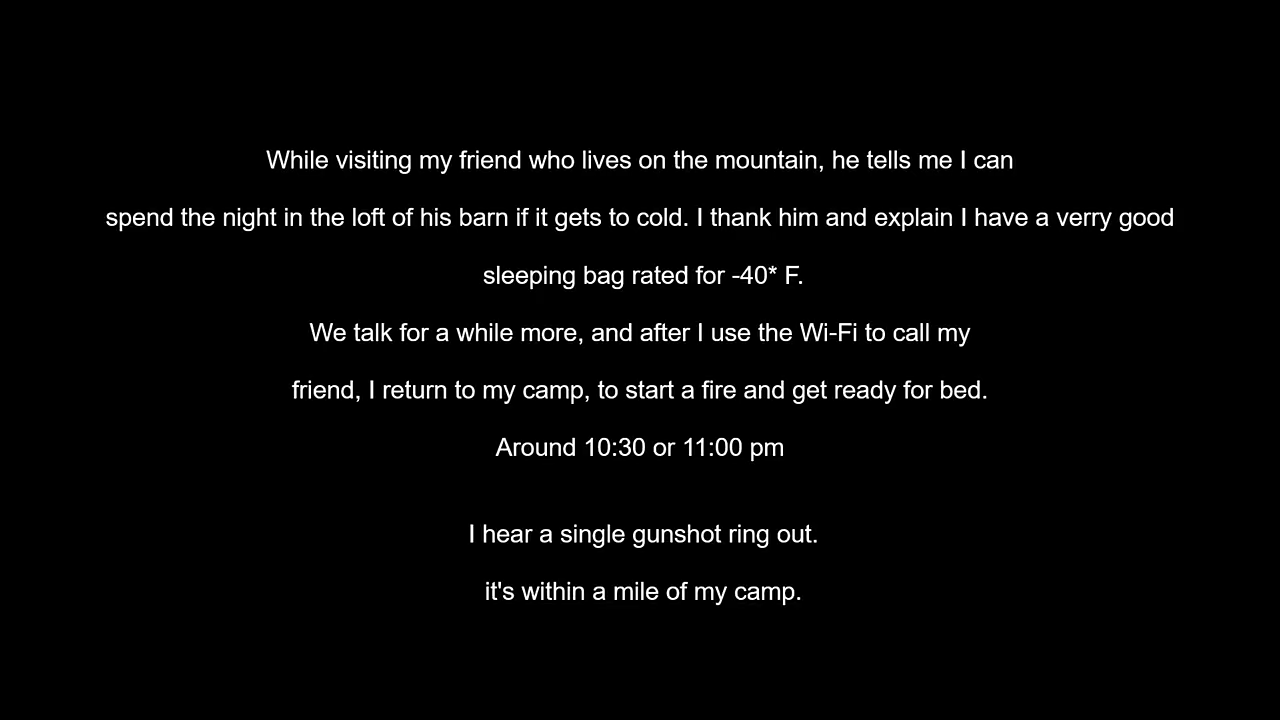 While visiting my friend who lives on the mountain, he tells me I can
spend the night in the loft of his barn if it gets to cold. I thank him and explain I have a verry good
sleeping bag rated for -40* F.
We talk for a while more, and after I use the Wi-Fi to call my
friend, I return to my camp, to start a fire and get ready for bed.
Around 10:30 or 11:00 pm
I hear a single gunshot ring out.
it's within a mile of my camp.